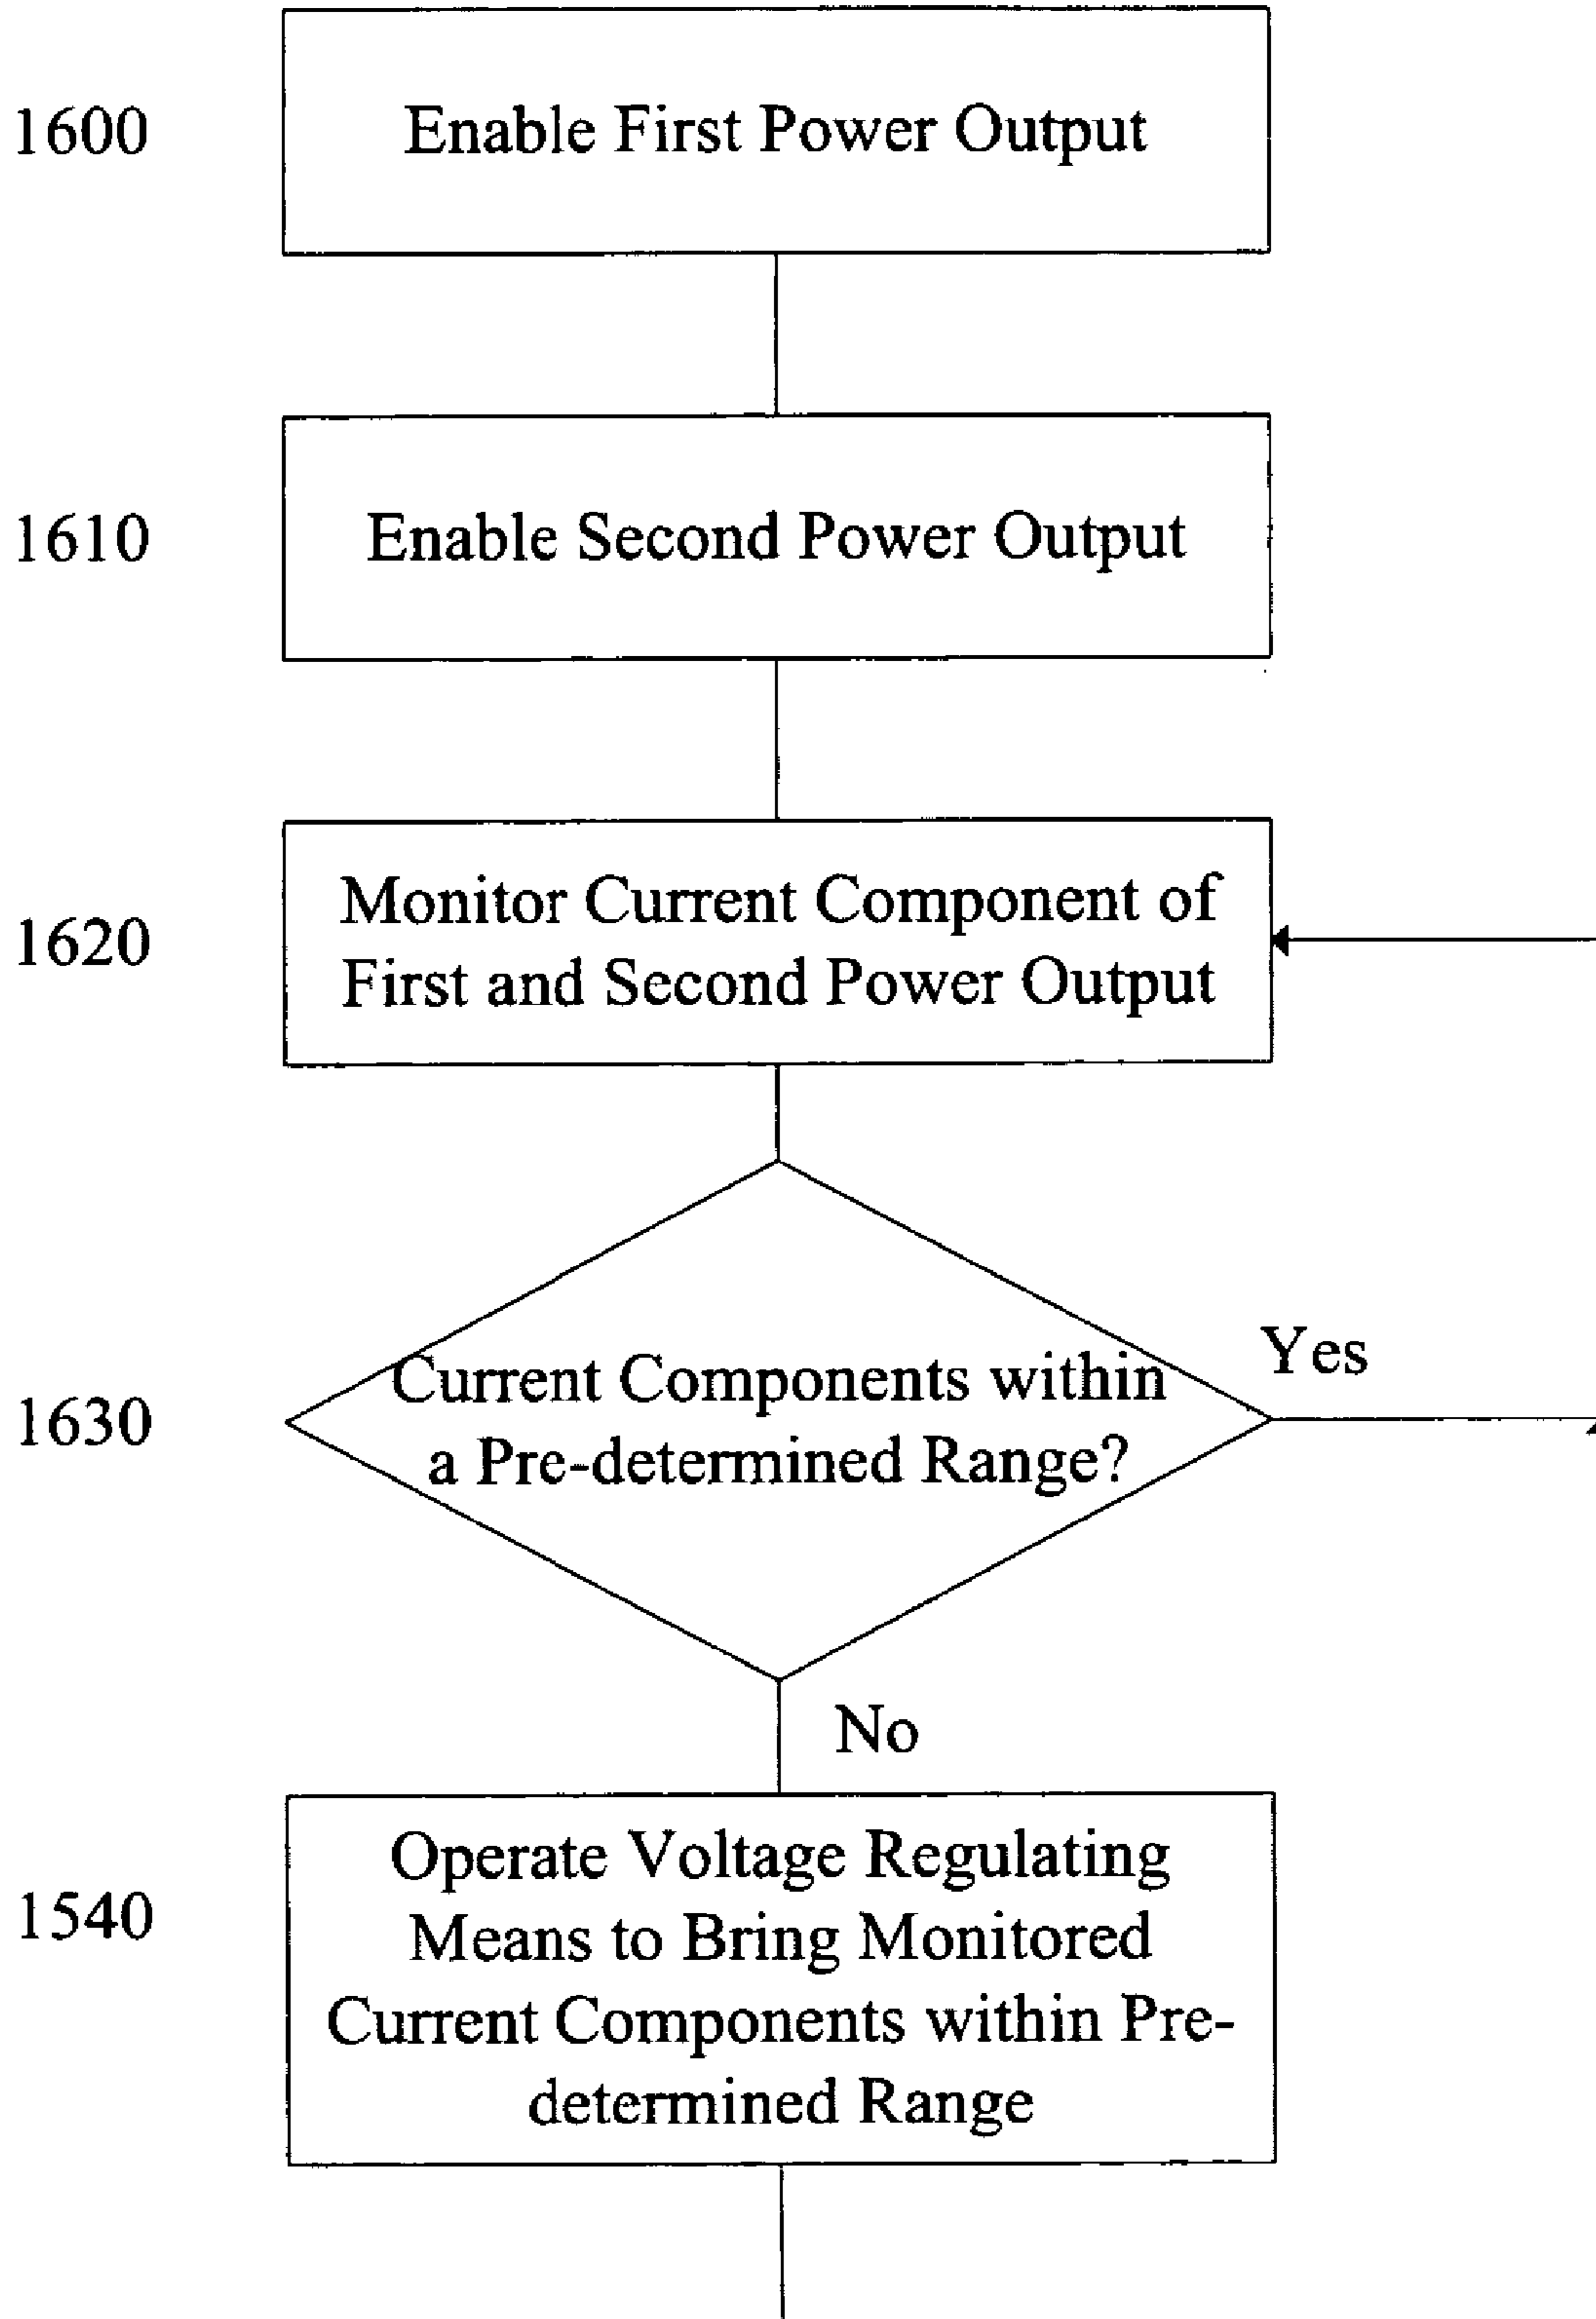 1600
Enable First Power Output
1610
Enable Second Power Output
1620
Monitor Current Component of
First and Second Power Output
1630
Current Components within
a Pre-determined Range?
Yes
No
1540
Operate Voltage Regulating
Means to Bring Monitored
Current Components within Pre-
determined Range